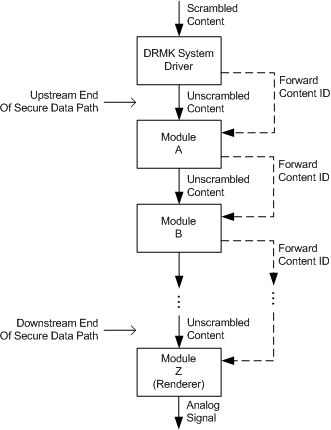 Scrambled
Content
DRMK System
Driver
Forward
Content ID
Upstream End
Of Secure Data Path
Unscrambled
Content
Module
A
Forward
Content ID
Unscrambled
Content
Module
B
Forward
Content ID
...
...
Downstream End
Of Secure Data Path
Unscrambled
Content
Module
Z
(Renderer)
Analog
Signal